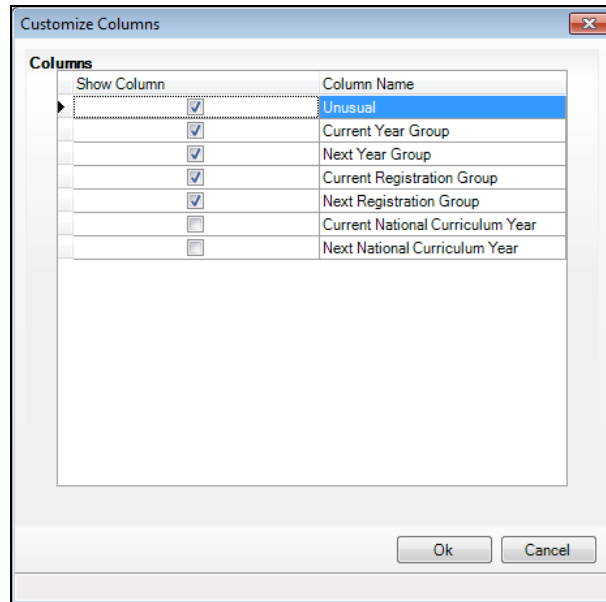 Customize Columns
Columns
Show Column Column Name
Unusual
Current Year Group
Next Year Group
Current Registration Group
Next Registration Group
Current National Curriculum Year
Next National Curriculum Year
Ok Cancel